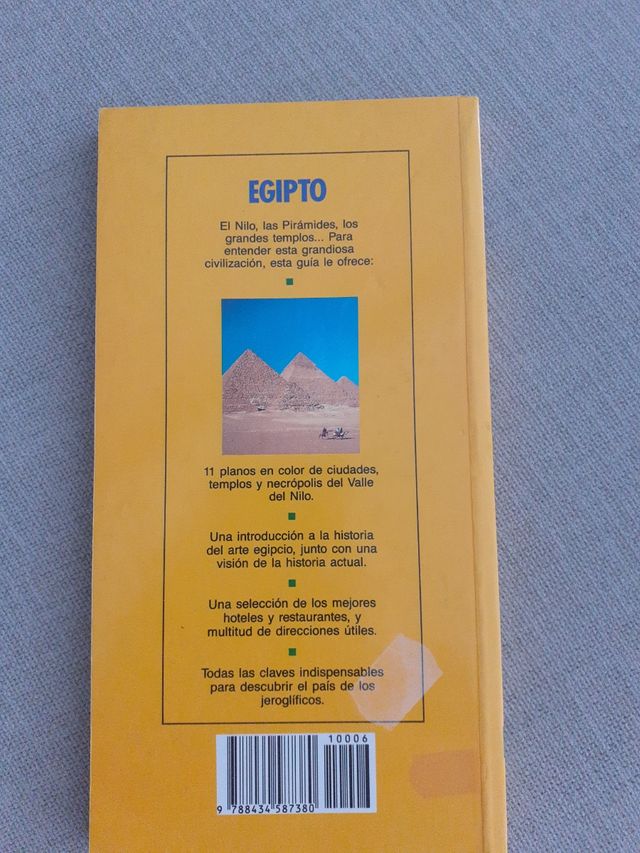 EGIPTO
El Nilo, las Pirámides, los
grandes templos... Para
entender esta grandiosa
civilización, esta guía le ofrece:
11 planos en color de ciudades,
templos y necrópolis del Valle
del Nilo.
Una introducción a la historia
del arte egipcio, junto con una
visión de la historia actual.
Una selección de los mejores
hoteles y restaurantes, y
multitud de direcciones útiles.
Todas las claves indispensables
para descubrir el país de los
jeroglíficos.
10006
9 788434 587380